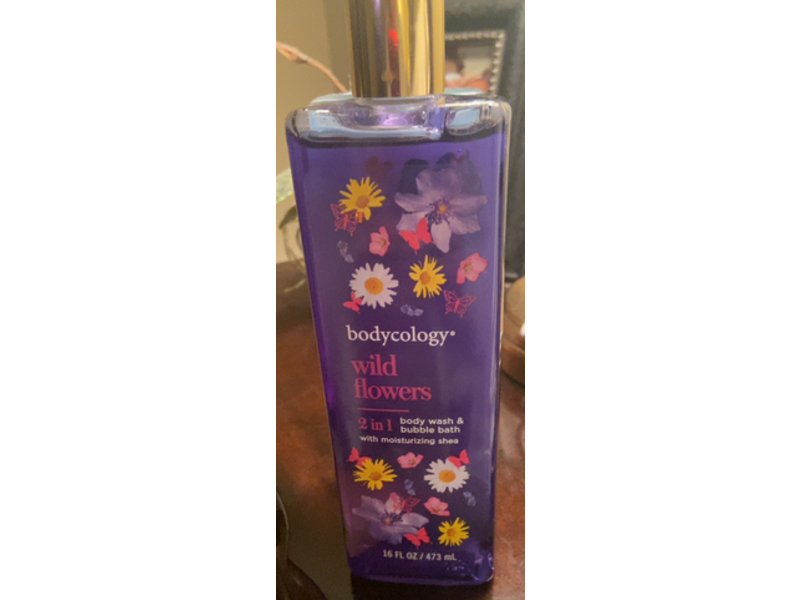 bodycology®
wild
flowers
2 in 1 body wash &
bubble bath
with moisturizing shea
16 FL OZ / 473 mL